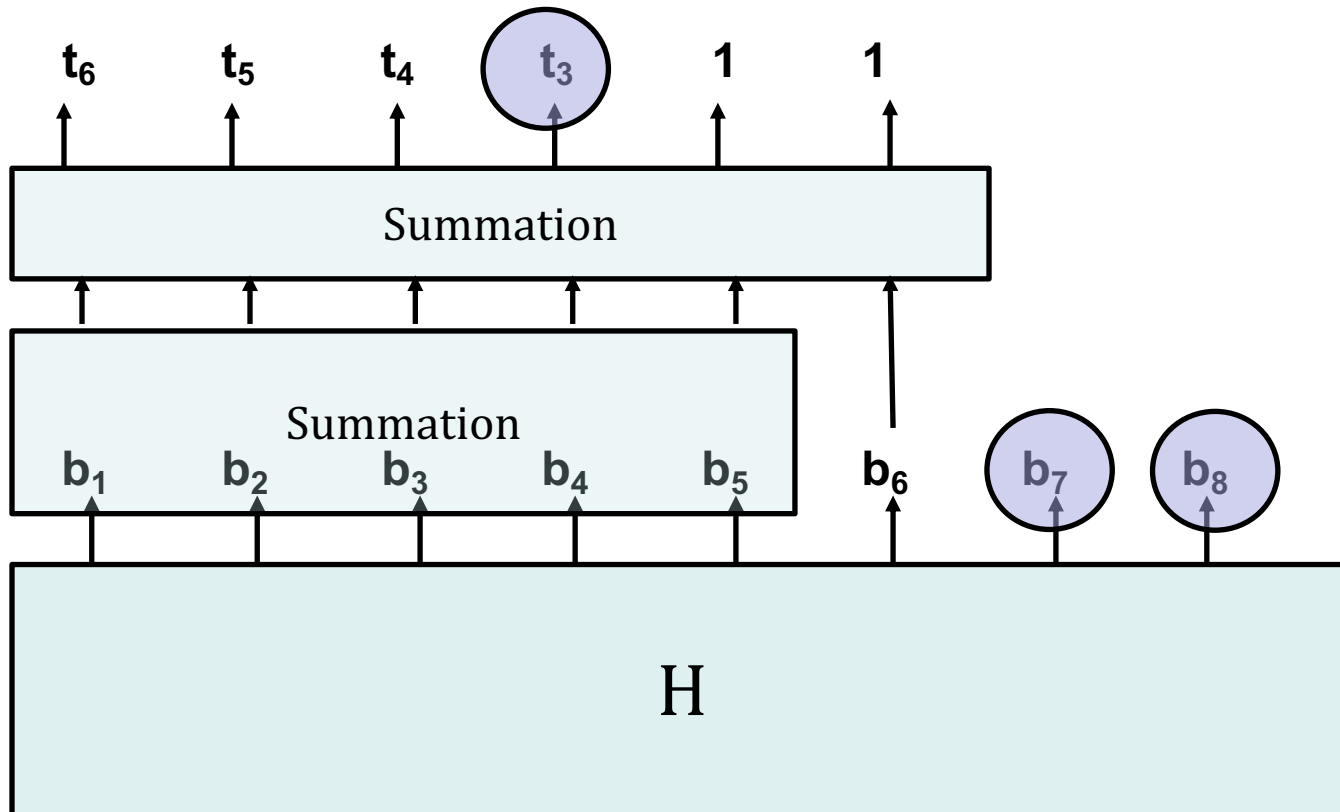 t₆ t₅ t₄ t₃ 1 1
Summation
Summation
b₁ b₂ b₃ b₄ b₅ b₆ b₇ b₈
H